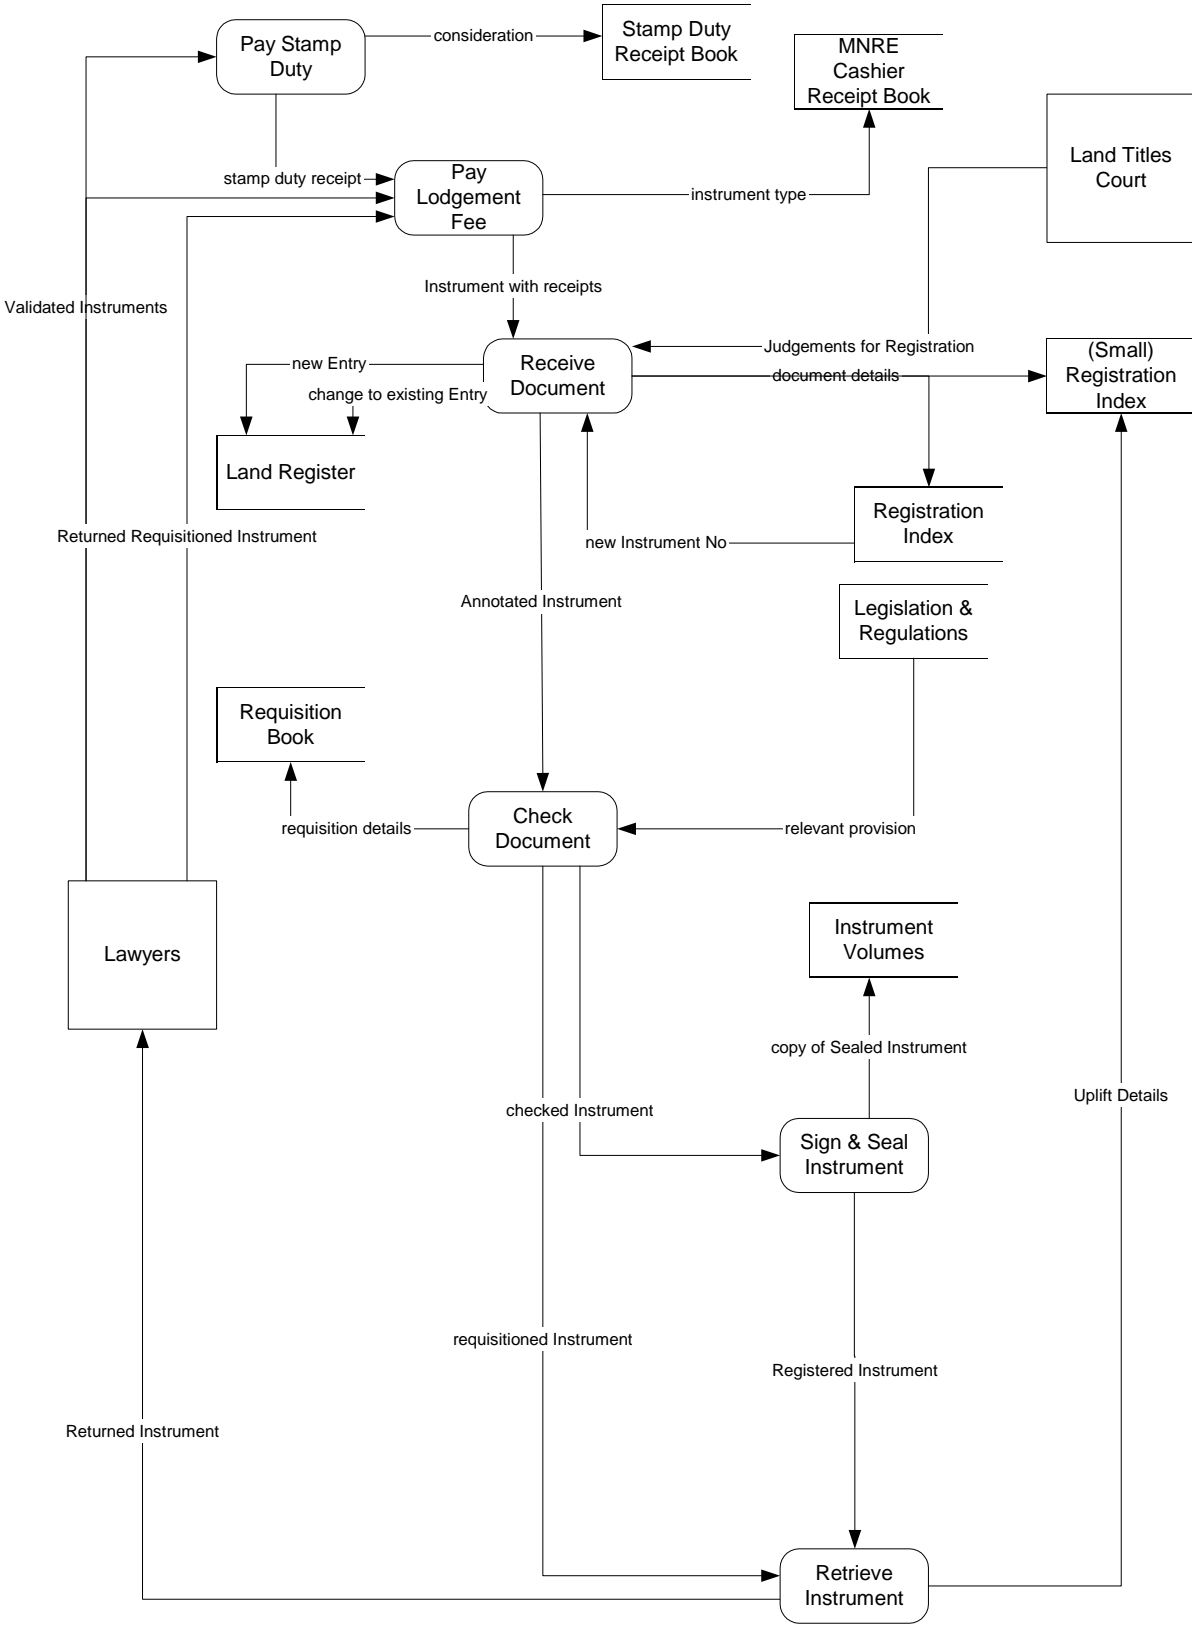 Pay Stamp
Duty
consideration
Stamp Duty
Receipt Book
MNRE
Cashier
Receipt Book
Land Titles
Court
stamp duty receipt
Pay
Lodgement
Fee
instrument type
Instrument with receipts
Validated Instruments
Judgements for Registration
new Entry
Receive
Document
document details
(Small)
Registration
Index
change to existing Entry
Land Register
Registration
Index
Returned Requisitioned Instrument
new Instrument No
Annotated Instrument
Legislation &
Regulations
Requisition
Book
requisition details
Check
Document
relevant provision
Lawyers
Instrument
Volumes
copy of Sealed Instrument
Uplift Details
checked Instrument
Sign & Seal
Instrument
requisitioned Instrument
Registered Instrument
Returned Instrument
Retrieve
Instrument